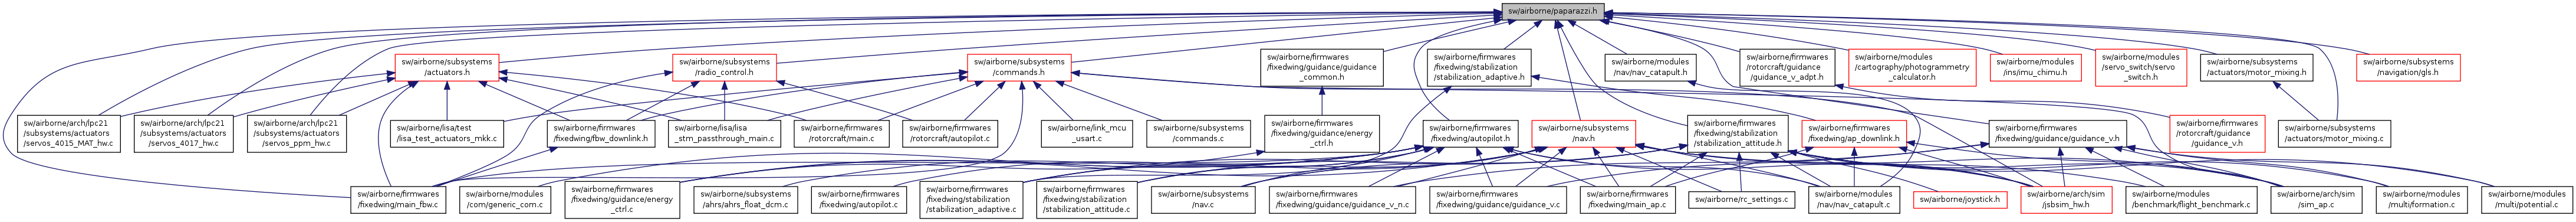 sw/airborne/paparazzi.h
sw/airborne/subsystems
/actuators.h
sw/airborne/subsystems
/radio_control.h
sw/airborne/subsystems
/commands.h
sw/airborne/firmwares
/fixedwing/guidance/guidance
_common.h
sw/airborne/firmwares
/fixedwing/stabilization
/stabilization_adaptive.h
sw/airborne/modules
/nav/nav_catapult.h
sw/airborne/firmwares
/rotorcraft/guidance
/guidance_v_adpt.h
sw/airborne/modules
/cartography/photogrammetry
_calculator.h
sw/airborne/modules
/ins/imu_chimu.h
sw/airborne/modules
/servo_switch/servo
_switch.h
sw/airborne/subsystems
/actuators/motor_mixing.h
sw/airborne/subsystems
/navigation/gls.h
sw/airborne/arch/lpc21
/subsystems/actuators
/servos_4015_MAT_hw.c
sw/airborne/arch/lpc21
/subsystems/actuators
/servos_4017_hw.c
sw/airborne/arch/lpc21
/subsystems/actuators
/servos_ppm_hw.c
sw/airborne/lisa/test
/lisa_test_actuators_mkk.c
sw/airborne/firmwares
/fixedwing/fbw_downlink.h
sw/airborne/lisa/lisa
_stm_passthrough_main.c
sw/airborne/firmwares
/rotorcraft/main.c
sw/airborne/firmwares
/rotorcraft/autopilot.c
sw/airborne/link_mcu
_usart.c
sw/airborne/subsystems
/commands.c
sw/airborne/firmwares
/fixedwing/guidance/energy
_ctrl.h
sw/airborne/firmwares
/fixedwing/autopilot.h
sw/airborne/subsystems
/nav.h
sw/airborne/firmwares
/fixedwing/stabilization
/stabilization_attitude.h
sw/airborne/firmwares
/fixedwing/ap_downlink.h
sw/airborne/firmwares
/fixedwing/guidance/guidance_v.h
sw/airborne/firmwares
/rotorcraft/guidance
/guidance_v.h
sw/airborne/subsystems
/actuators/motor_mixing.c
sw/airborne/firmwares
/fixedwing/main_fbw.c
sw/airborne/modules
/com/generic_com.c
sw/airborne/firmwares
/fixedwing/guidance/energy
_ctrl.c
sw/airborne/subsystems
/ahrs/ahrs_float_dcm.c
sw/airborne/firmwares
/fixedwing/autopilot.c
sw/airborne/firmwares
/fixedwing/stabilization
/stabilization_adaptive.c
sw/airborne/firmwares
/fixedwing/stabilization
/stabilization_attitude.c
sw/airborne/subsystems
/nav.c
sw/airborne/firmwares
/fixedwing/guidance/guidance_v_n.c
sw/airborne/firmwares
/fixedwing/guidance/guidance_v.c
sw/airborne/firmwares
/fixedwing/main_ap.c
sw/airborne/rc_settings.c
sw/airborne/modules
/nav/nav_catapult.c
sw/airborne/joystick.h
sw/airborne/arch/sim
/jsbsim_hw.h
sw/airborne/modules
/benchmark/flight_benchmark.c
sw/airborne/arch/sim
/sim_ap.c
sw/airborne/modules
/multi/formation.c
sw/airborne/modules
/multi/potential.c